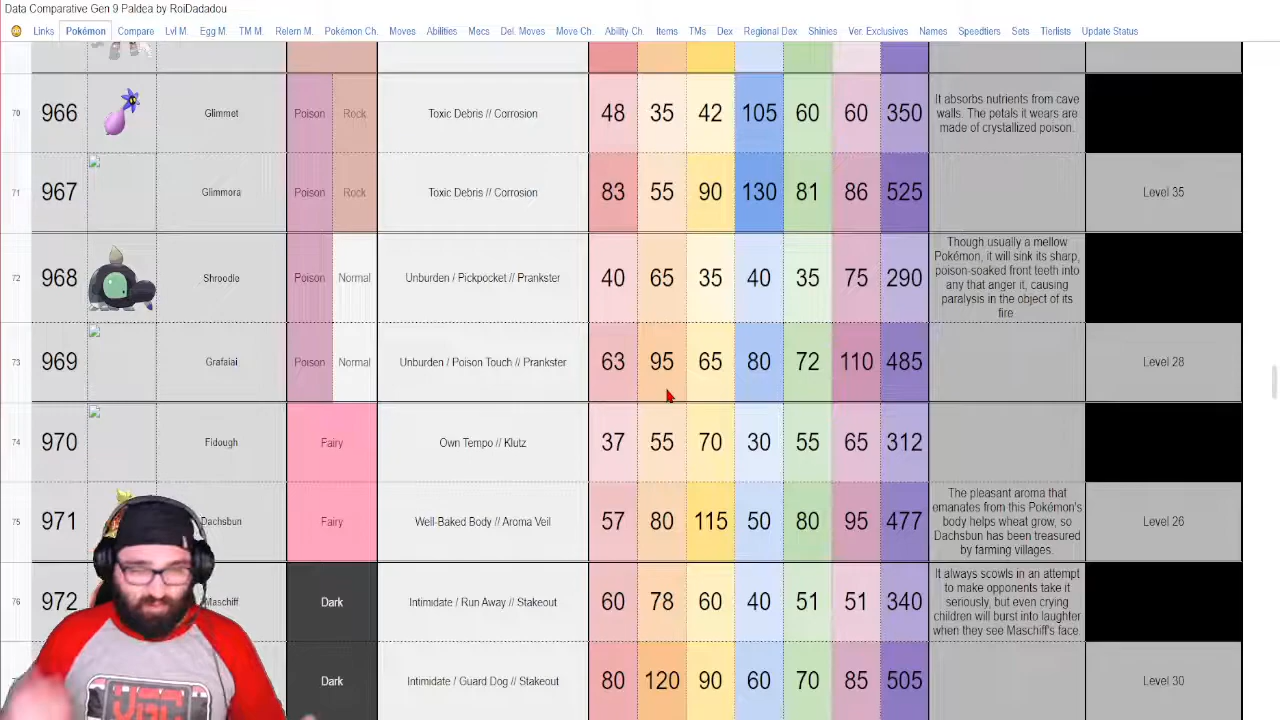 Data Comparative Gen 9 Paldea by RoiDadadou
Links Pokémon Compare Lvl M. Egg M. TM M. Relern M. Pokémon Ch. Moves Abilities Mecs Del. Moves Move Ch. Ability Ch. Items TMs Dex Regional Dex Shinies Ver. Exclusives Names Speedtiers Sets Tierlists Update Status
70 966 Glimmet Poison Rock Toxic Debris // Corrosion 48 35 42 105 60 60 350
It absorbs nutrients from cave
walls. The petals it wears are
made of crystallized poison.
71 967 Glimmora Poison Rock Toxic Debris // Corrosion 83 55 90 130 81 86 525 Level 35
72 968 Shroodle Poison Normal Unburden / Pickpocket // Prankster 40 65 35 40 35 75 290
Though usually a mellow
Pokémon, it will sink its sharp,
poison-soaked front teeth into
any that anger it, causing
paralysis in the object of its
fire.
73 969 Grafaiai Poison Normal Unburden / Poison Touch // Prankster 63 95 65 80 72 110 485 Level 28
74 970 Fidough Fairy Own Tempo // Klutz 37 55 70 30 55 65 312
75 971 Dachsbun Fairy Well-Baked Body // Aroma Veil 57 80 115 50 80 95 477
The pleasant aroma that
emanates from this Pokémon's
body helps wheat grow, so
Dachsbun has been treasured
by farming villages.
Level 26
76 972 Maschiff Dark Intimidate / Run Away // Stakeout 60 78 60 40 51 51 340
It always scowls in an attempt
to make opponents take it
seriously, but even crying
children will burst into laughter
when they see Maschiff's face.
Dark Intimidate / Guard Dog // Stakeout 80 120 90 60 70 85 505 Level 30